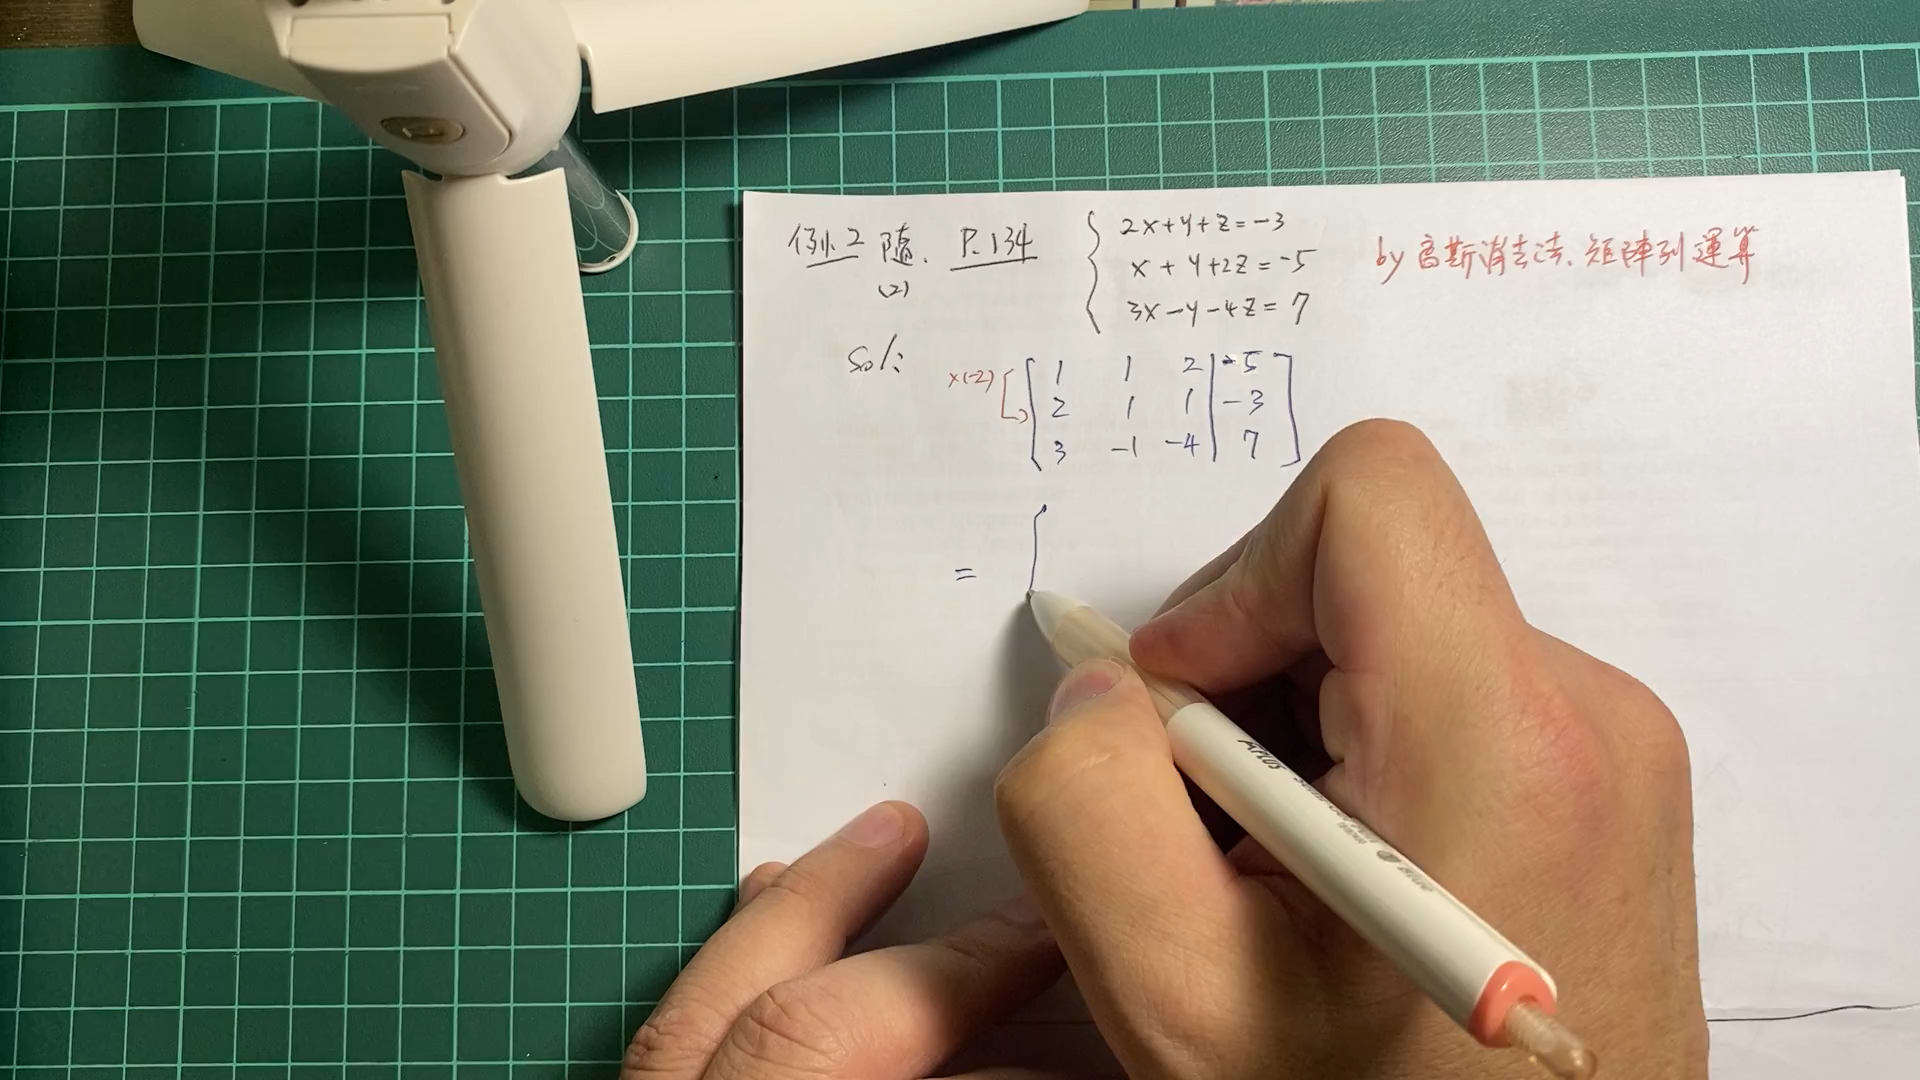 例2 隨. P.134
(2)
2x+y+z=-3
x+y+2z=-5
3x-y-4z=7
by 高斯消去法、矩陣列運算
Sol:
×(-2)
1 1 2 | -5
2 1 1 | -3
3 -1 -4 | 7
= [
APLUS